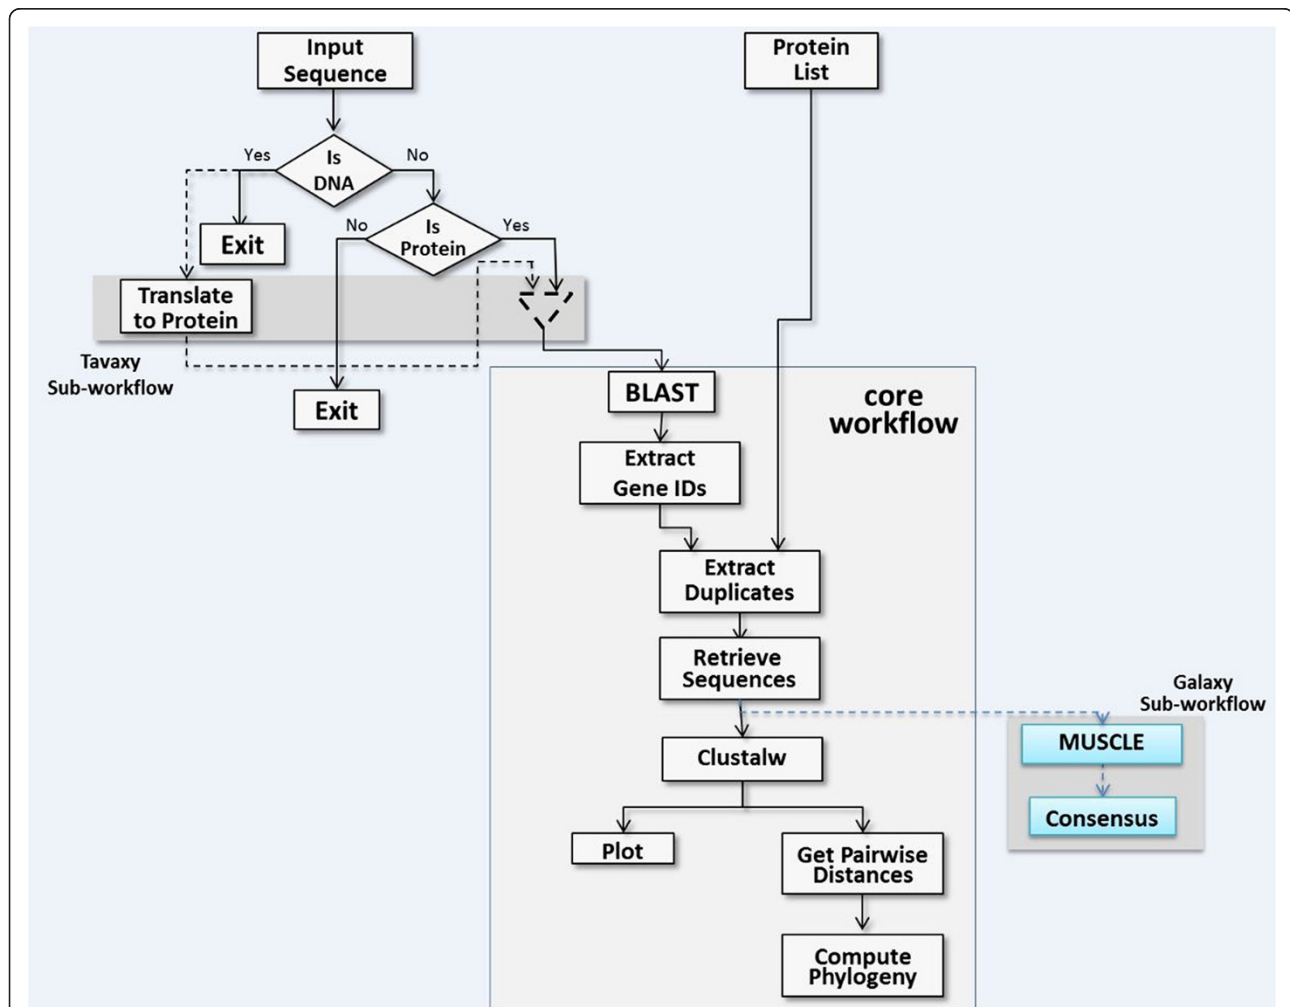 Input
Sequence
Protein
List
Yes
Is
DNA
No
No
Is
Protein
Yes
Exit
Translate
to Protein
Tavaxy
Sub-workflow
Exit
BLAST
core
workflow
Extract
Gene IDs
Extract
Duplicates
Retrieve
Sequences
Galaxy
Sub-workflow
MUSCLE
Clustalw
Consensus
Plot
Get Pairwise
Distances
Compute
Phylogeny